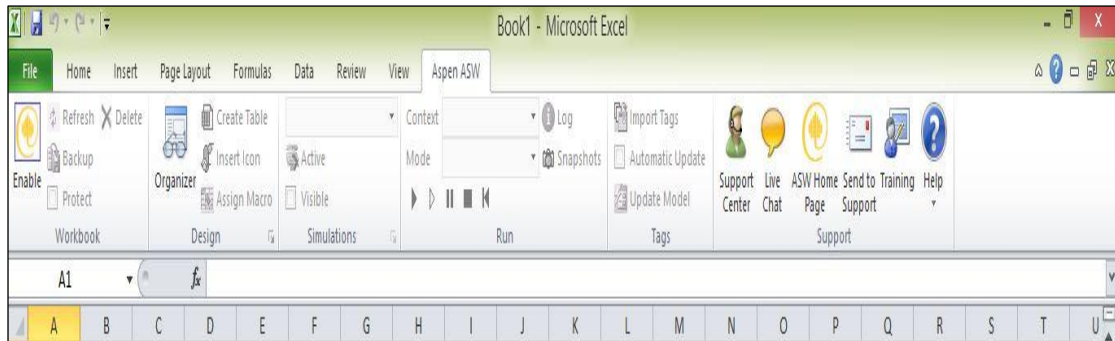 Book1 - Microsoft Excel
File Home Insert Page Layout Formulas Data Review View Aspen ASW
Refresh Delete Create Table Context Log Import Tags
Backup Insert Icon Active Mode Snapshots Automatic Update
Enable Protect Organizer Assign Macro Visible Update Model
Support Center Live Chat ASW Home Page Send to Support Training Help
Workbook Design Simulations Run Tags Support
A1 fx
A B C D E F G H I J K L M N O P Q R S T U